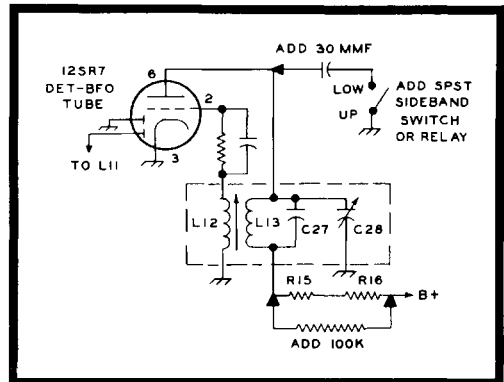 ADD 30 MMF
12SR7
DET-BFO
TUBE
6
2
3
LOW
UP
ADD SPST
SIDEBAND
SWITCH
OR RELAY
TO L11
L12
L13
C27
C28
R15
R16
B+
ADD 100K